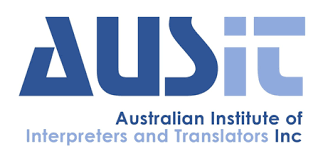 AUSiT
Australian Institute of
Interpreters and Translators Inc